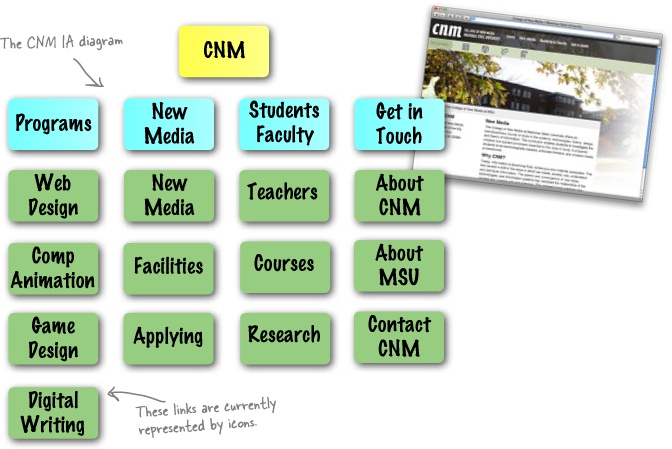 The CNM IA diagram
CNM
cnm
Programs
New
Media
Students
Faculty
Get in
Touch
Web
Design
New
Media
Teachers
About
CNM
Comp
Animation
Facilities
Courses
About
MSU
Game
Design
Applying
Research
Contact
CNM
Digital
Writing
These links are currently
represented by icons.
New Media
Why CNM?